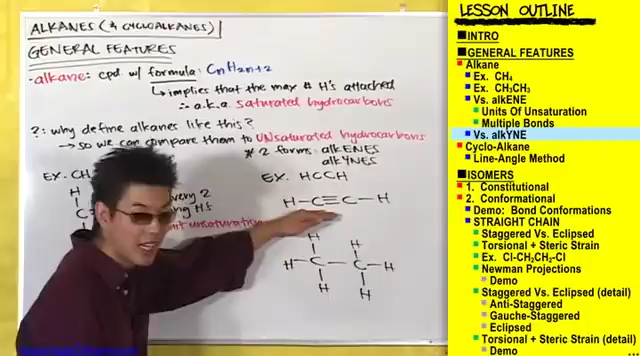 ALKANES (& CYCLOALKANES)
GENERAL FEATURES
-alkane: cpd w/ formula: CnH2n+2
↳ implies that the max # H's attached
∴ a.k.a saturated hydrocarbons
?: why define alkanes like this?
→ so we can compare them to UNsaturated hydrocarbons
* 2 forms: alkENES
alkYNES
EX. CH
every 2
H's
unsaturation
EX. HCCH
H-C≡C-H
H H
H-C-C-H
H H
LESSON OUTLINE
INTRO
GENERAL FEATURES
Alkane
Ex. CH4
Ex. CH3CH3
Vs. alkENE
Units of Unsaturation
Multiple Bonds
Vs. alkYNE
Cyclo-Alkane
Line-Angle Method
ISOMERS
1. Constitutional
2. Conformational
Demo: Bond Conformations
STRAIGHT CHAIN
Staggered Vs. Eclipsed
Torsional + Steric Strain
Ex. Cl-CH2CH2-Cl
Newman Projections
Demo
Staggered Vs. Eclipsed (detail)
Anti-Staggered
Gauche-Staggered
Eclipsed
Torsional + Steric Strain (detail)
Demo